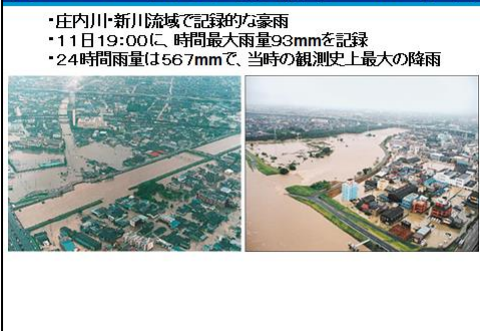 ・庄内川・新川流域で記録的な豪雨
・11日19:00に、時間最大雨量93mmを記録
・24時間雨量は567mmで、当時の観測史上最大の降雨